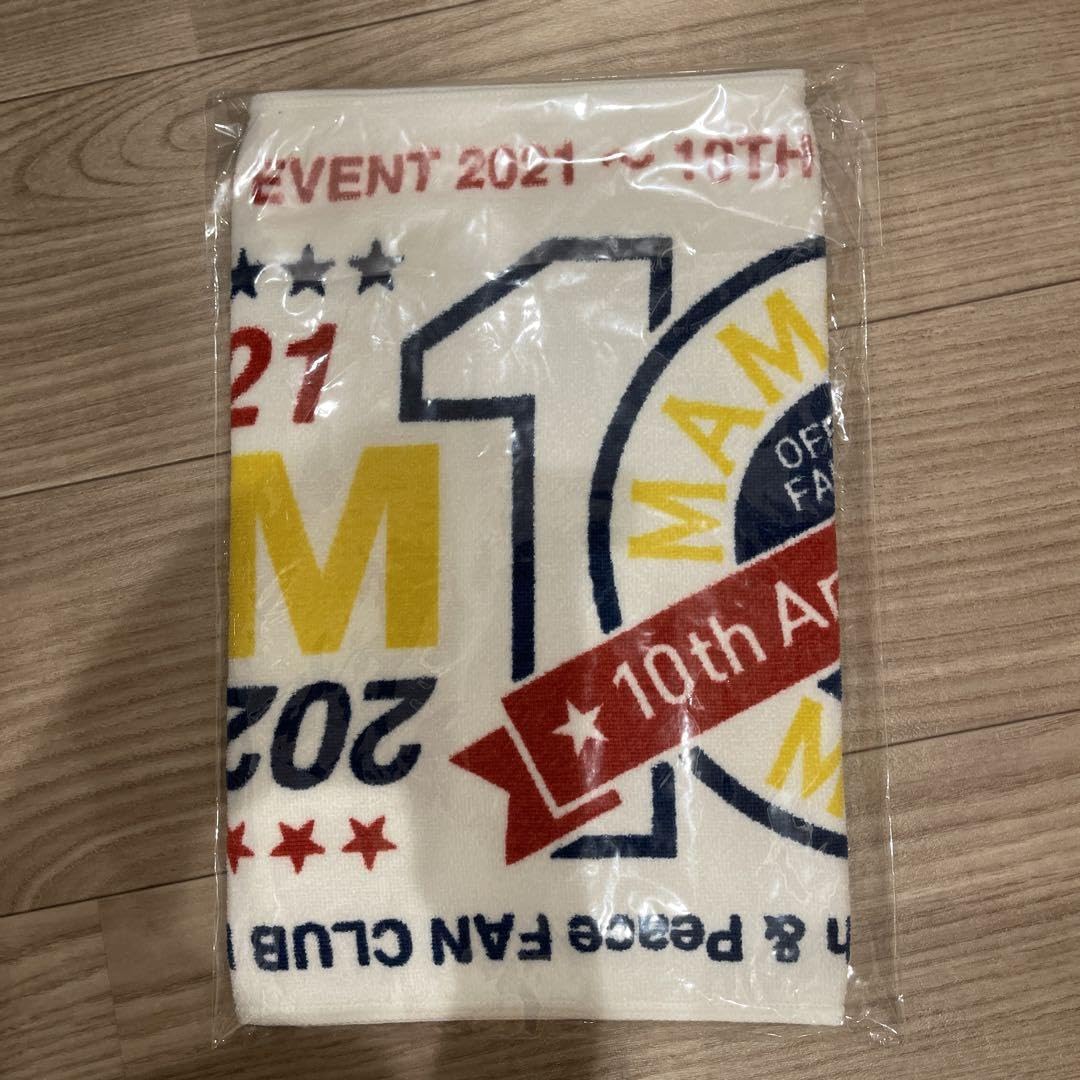 EVENT 2021 ～ 10TH
21
M
202
MAM
OFF
FA
10th An
M
h & Peace FAN CLUB